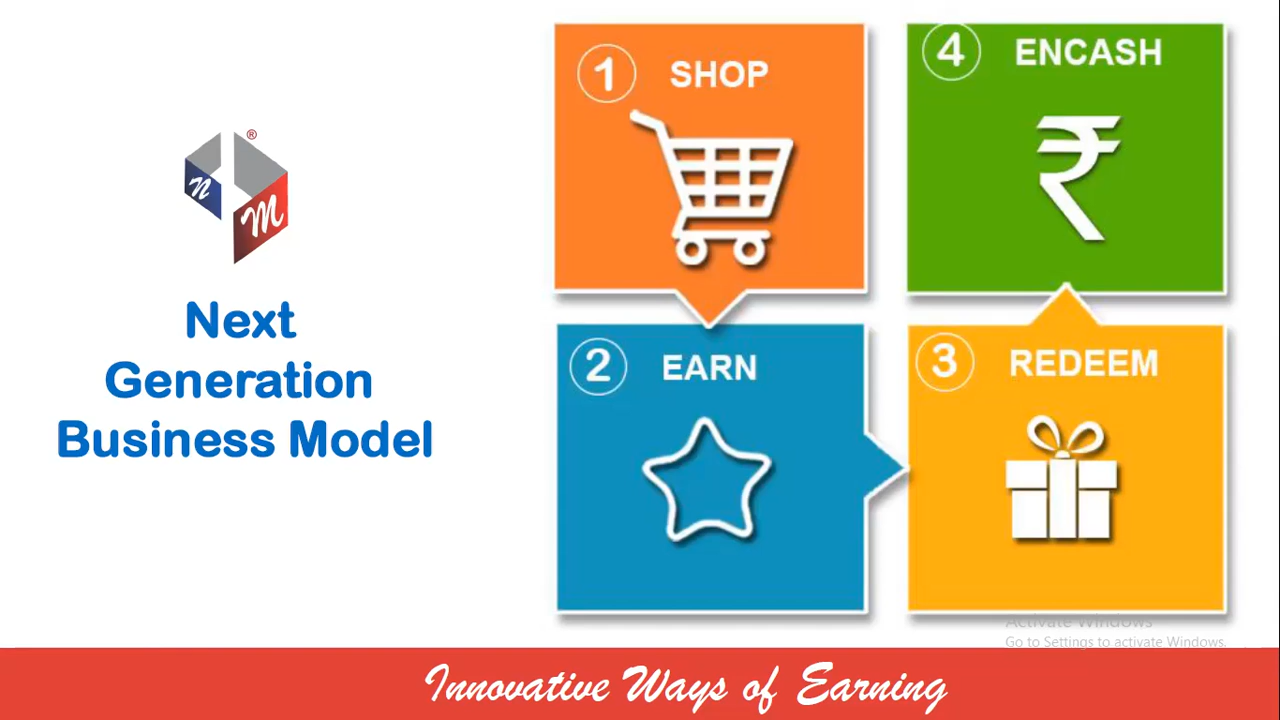 n
M
®
Next
Generation
Business Model
1 SHOP
2 EARN
3 REDEEM
4 ENCASH
₹
Activate Windows
Go to Settings to activate Windows.
Innovative Ways of Earning